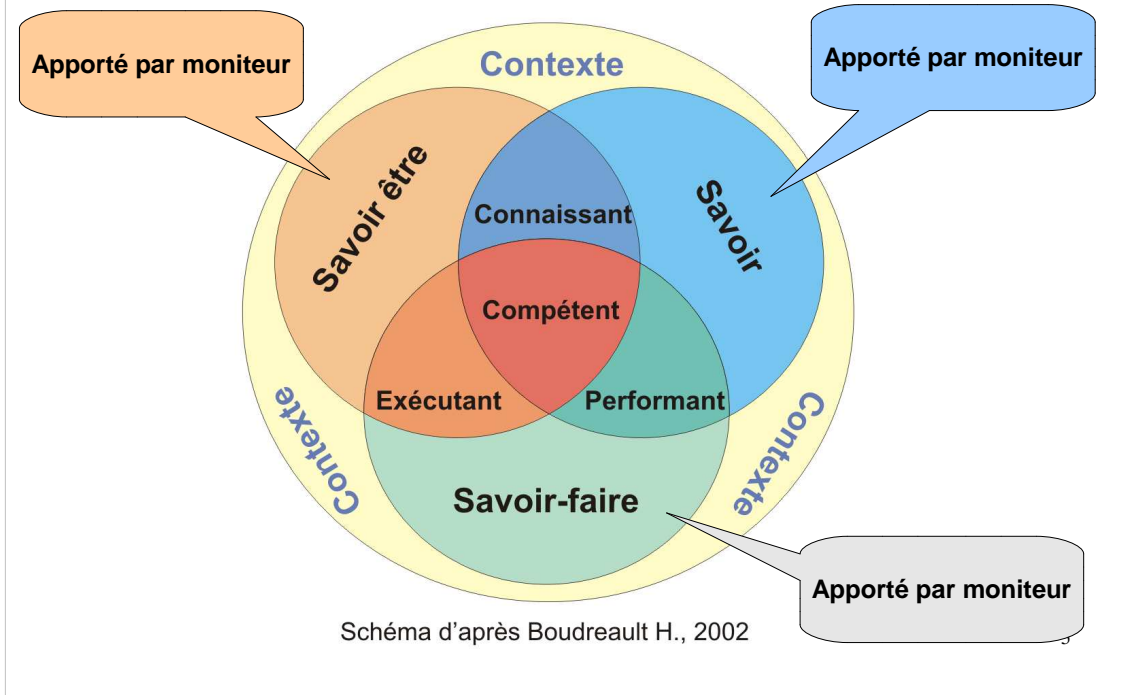 Apporté par moniteur
Apporté par moniteur
Contexte
Savoir être
Savoir
Connaissant
Compétent
Exécutant
Performant
Contexte
Contexte
Savoir-faire
Apporté par moniteur
Schéma d'après Boudreault H., 2002